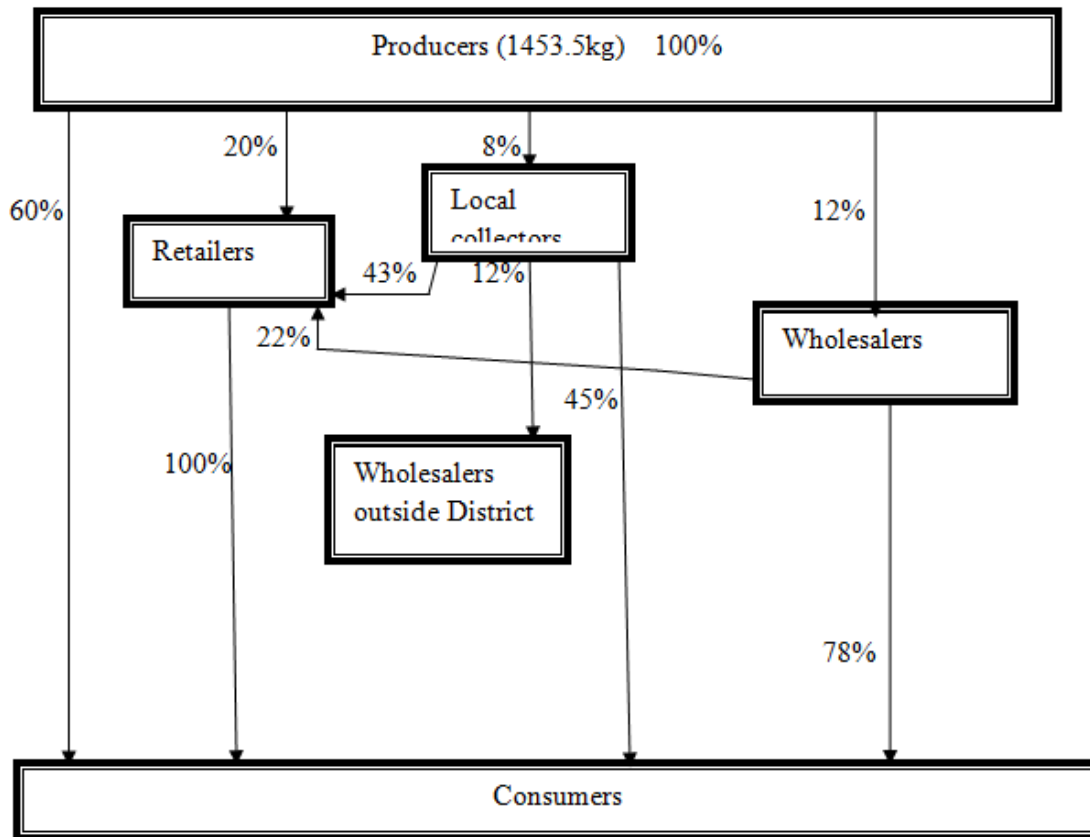 Producers (1453.5kg) 100%
20%
8%
60%
12%
Local
collectors
Retailers
43%
12%
22%
Wholesalers
45%
100%
Wholesalers
outside District
78%
Consumers